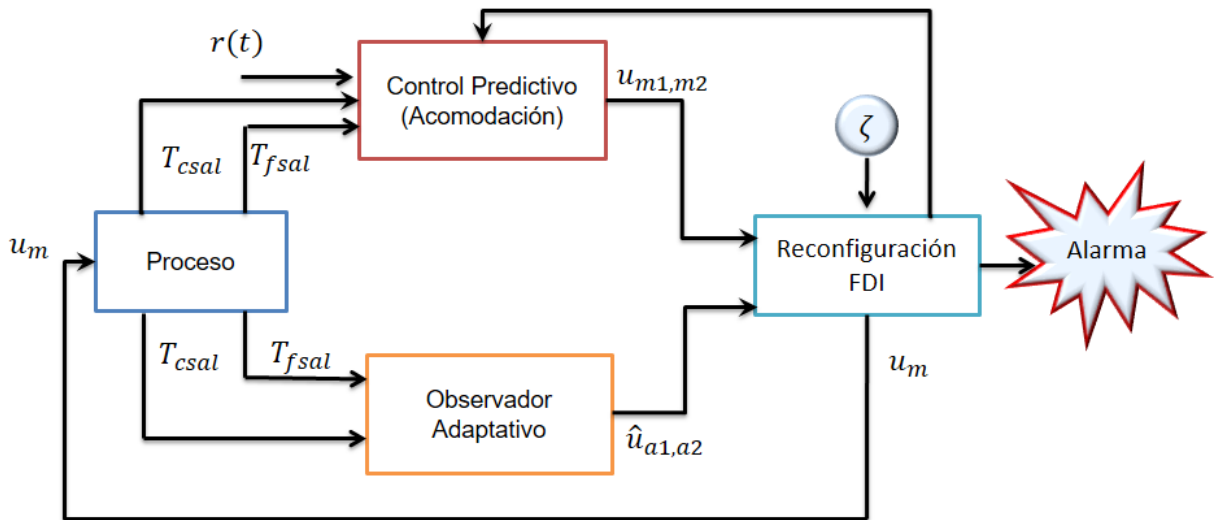 r(t)
Control Predictivo
(Acomodación)
u_{m1,m2}
ζ
T_{csal}
T_{fsal}
u_m
Proceso
Reconfiguración
FDI
Alarma
T_{csal}
T_{fsal}
u_m
Observador
Adaptativo
û_{a1,a2}